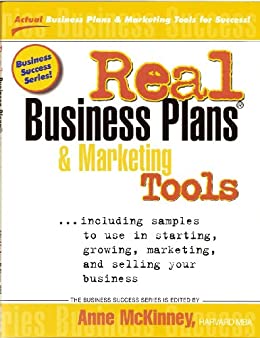 Actual Business Plans & Marketing Tools for Success!
Business
Success
Series!
Real
Business Plans®
& Marketing
Tools
...including samples
to use in starting,
growing, marketing,
and selling your
business
THE BUSINESS SUCCESS SERIES IS EDITED BY
Anne McKinney, HARVARD MBA